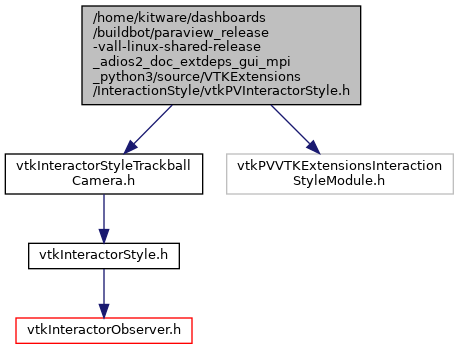 /home/kitware/dashboards
/buildbot/paraview_release
-vall-linux-shared-release
_adios2_doc_extdeps_gui_mpi
_python3/source/VTKExtensions
/InteractionStyle/vtkPVInteractorStyle.h
vtkInteractorStyleTrackball
Camera.h
vtkPVVTKExtensionsInteraction
StyleModule.h
vtkInteractorStyle.h
vtkInteractorObserver.h